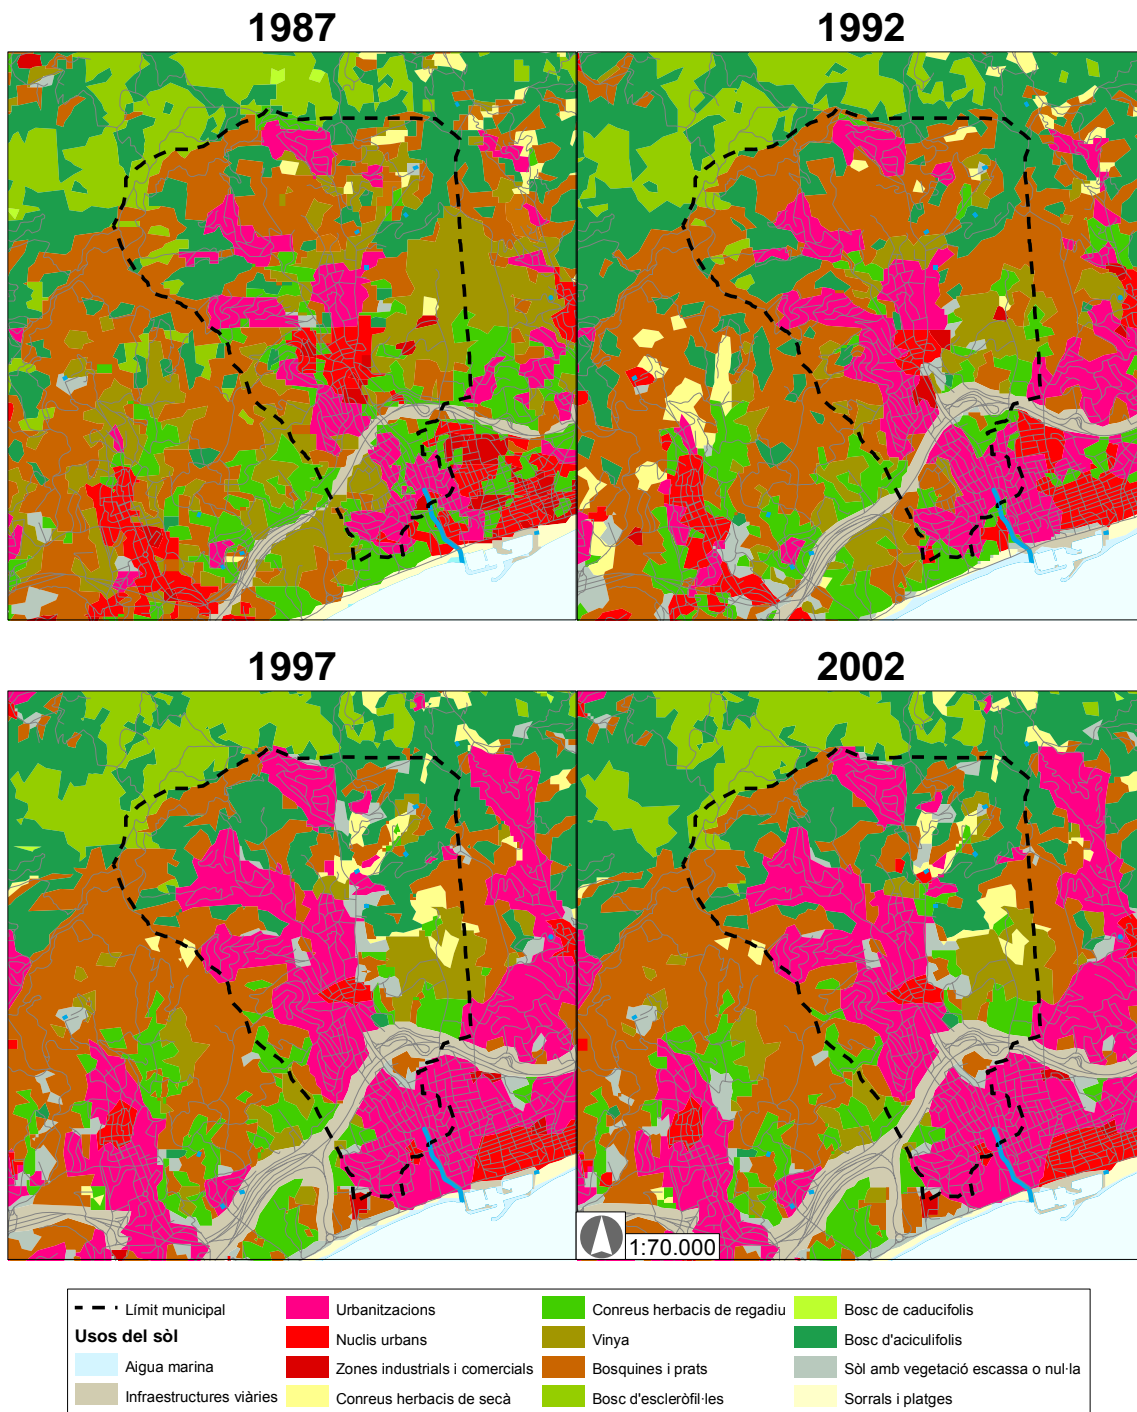 1987
1992
1997
2002
1:70.000
Límit municipal
Usos del sòl
Aigua marina
Infraestructures viàries
Urbanitzacions
Nuclis urbans
Zones industrials i comercials
Conreus herbacis de secà
Conreus herbacis de regadiu
Vinya
Bosquines i prats
Bosc d'escleròfil·les
Bosc de caducifolis
Bosc d'aciculifolis
Sòl amb vegetació escassa o nul·la
Sorrals i platges